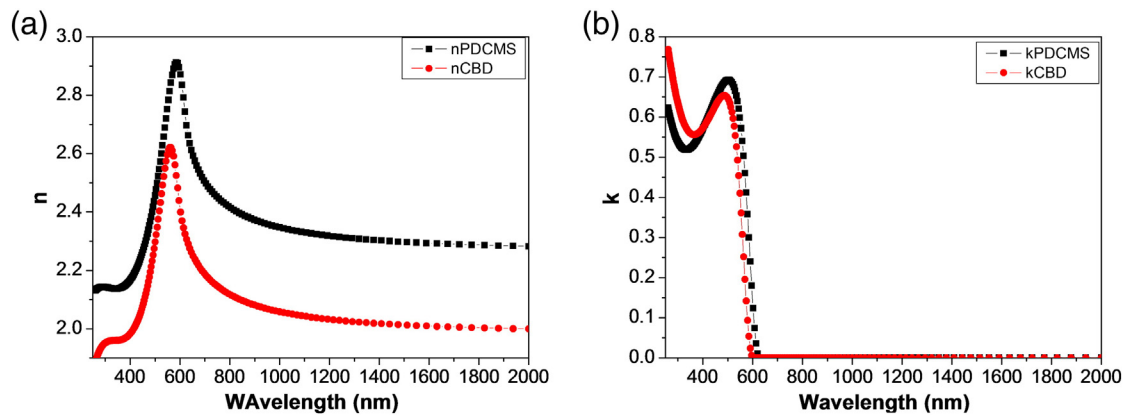 (a)
3.0
2.8
2.6
2.4
2.2
2.0
n
nPDCMS
nCBD
400 600 800 1000 1200 1400 1600 1800 2000
WAvelength (nm)
(b)
0.8
0.7
0.6
0.5
0.4
0.3
0.2
0.1
0.0
k
kPDCMS
kCBD
400 600 800 1000 1200 1400 1600 1800 2000
Wavelength (nm)